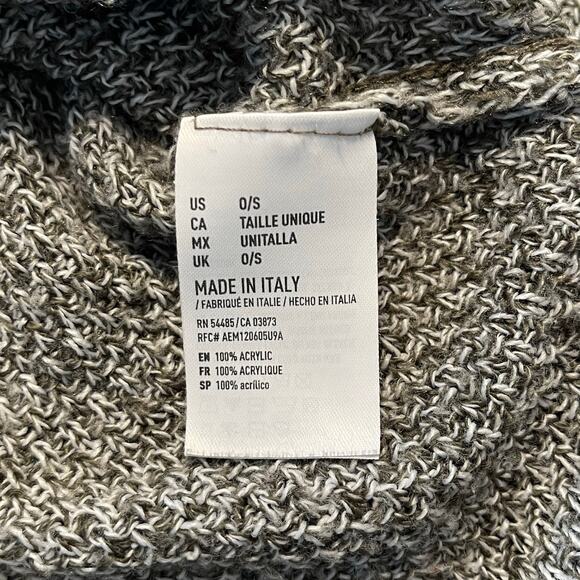 US O/S
CA TAILLE UNIQUE
MX UNITALLA
UK O/S
MADE IN ITALY
/ FABRIQUÉ EN ITALIE / HECHO EN ITALIA
RN 54485 / CA 03873
RFC# AEM120605U9A
EN 100% ACRYLIC
FR 100% ACRYLIQUE
SP 100% acrílico